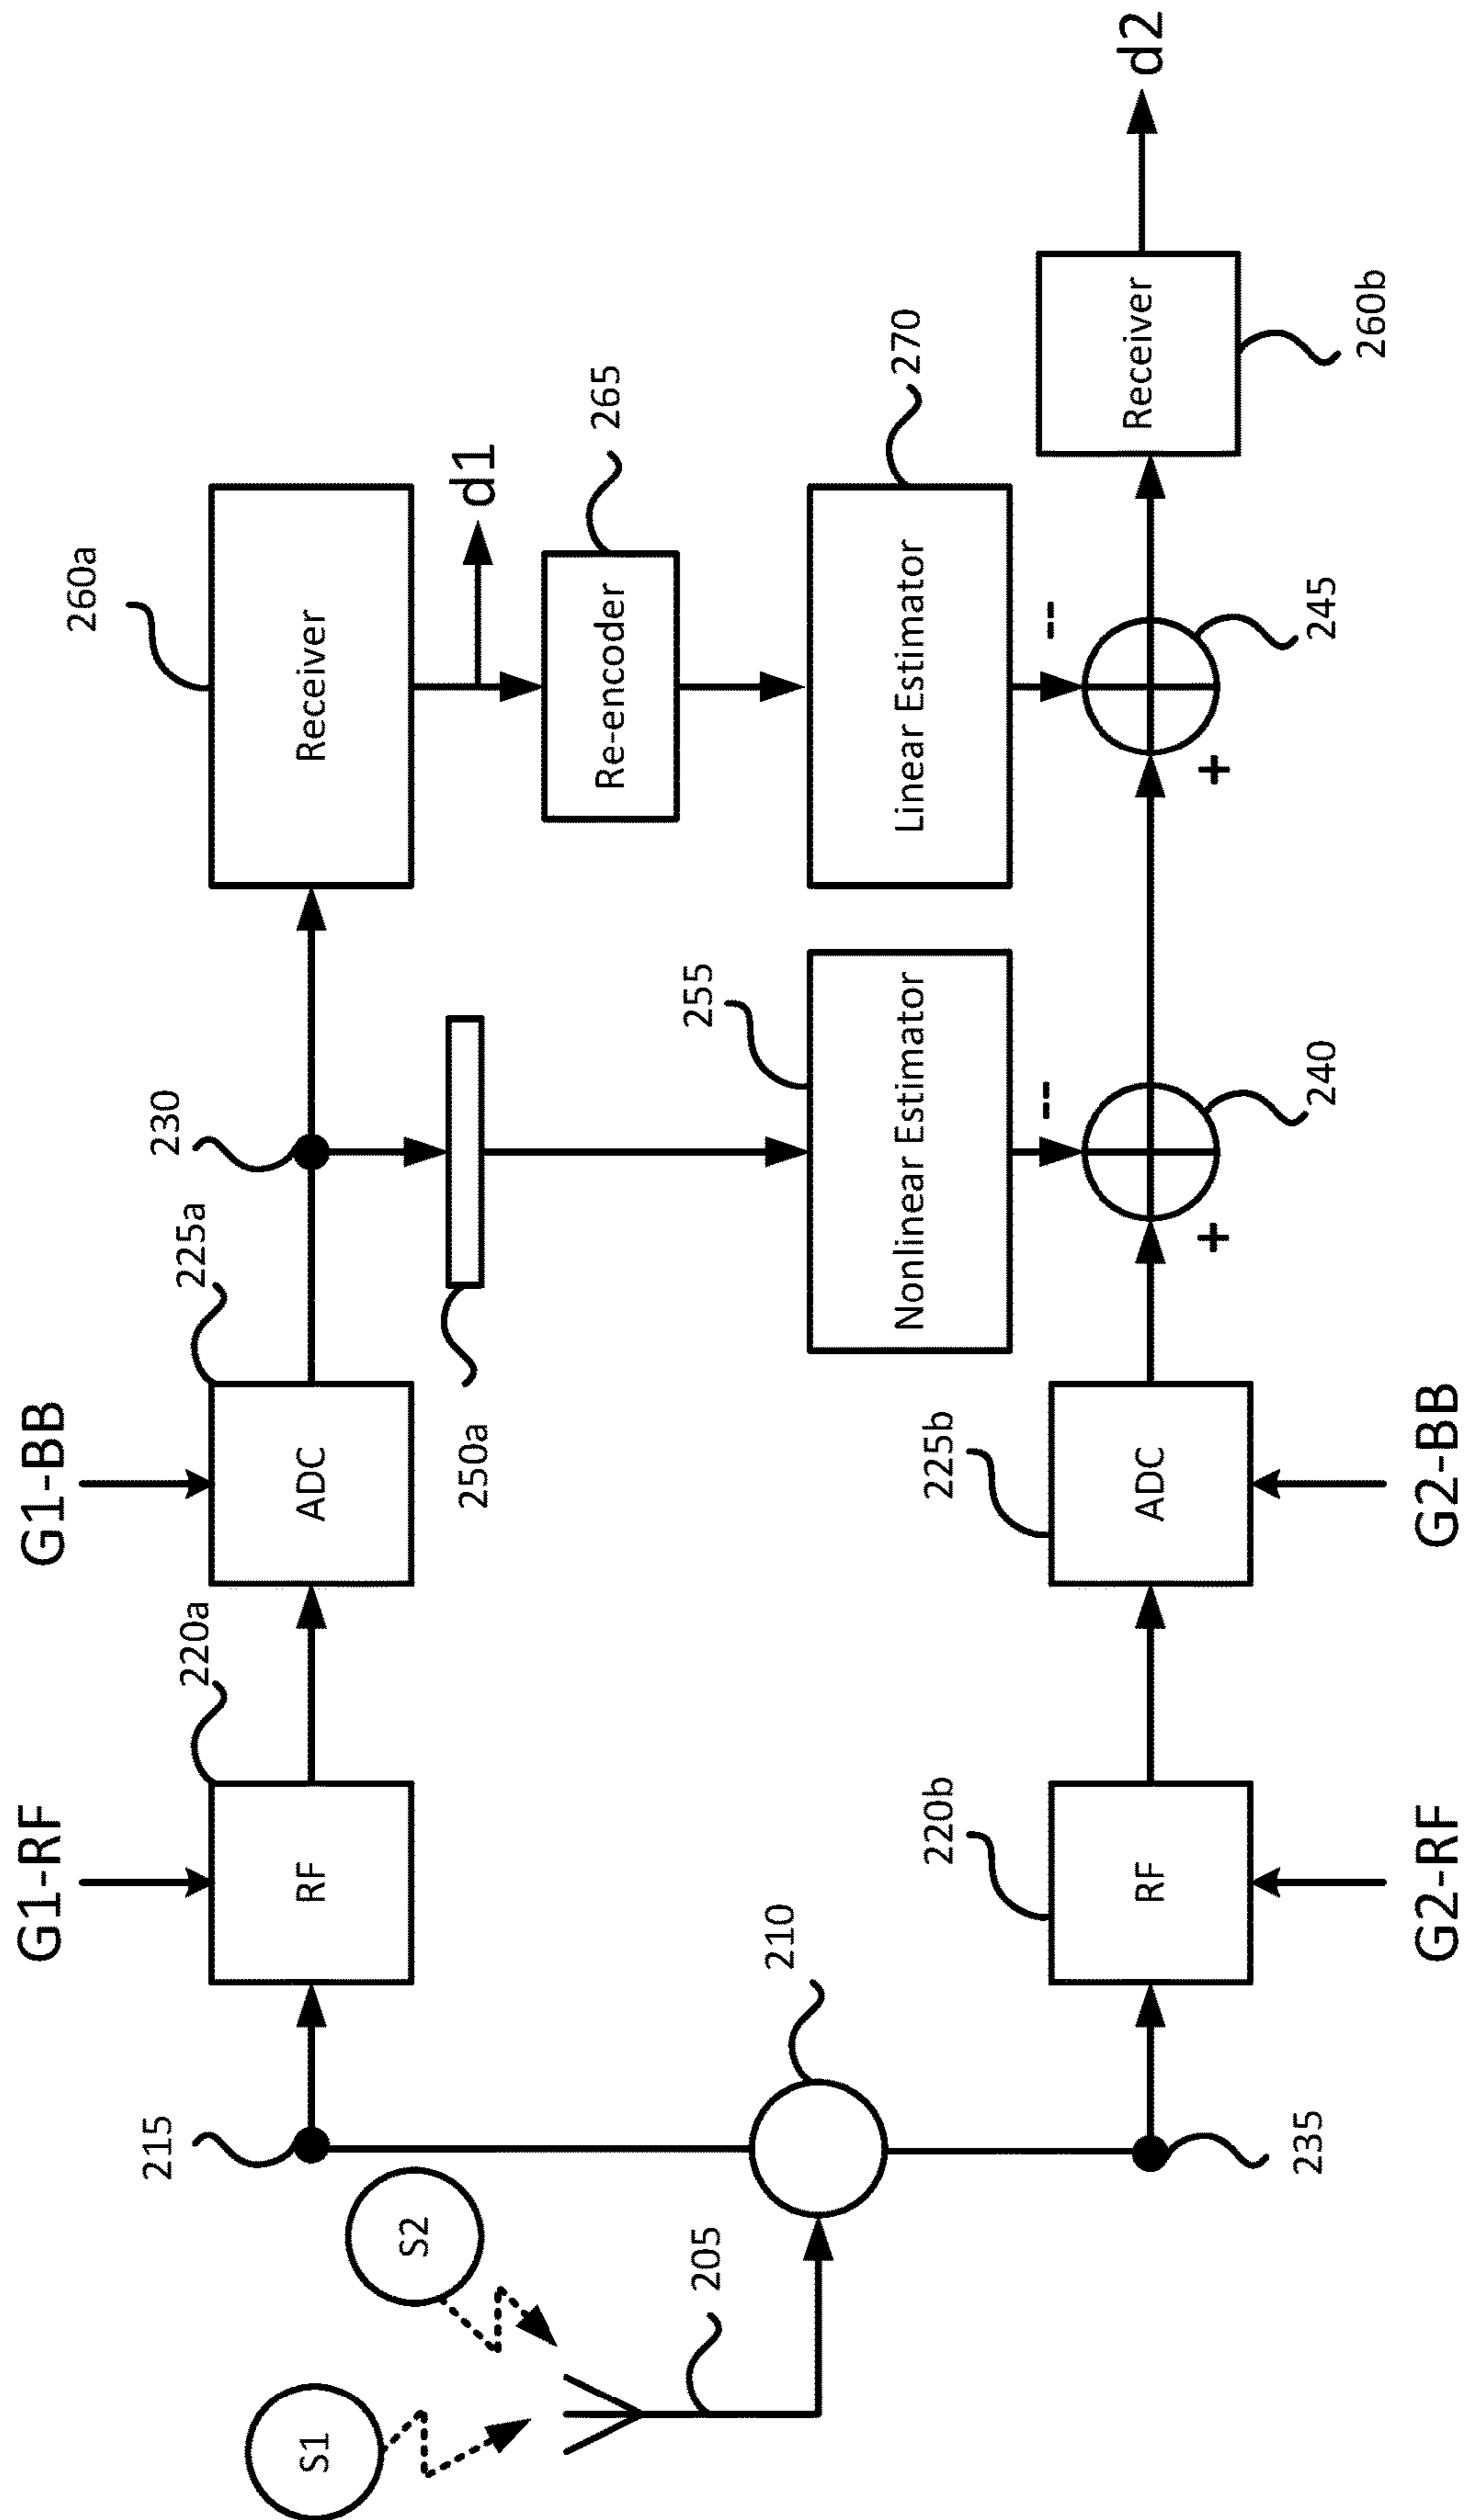 G1-RF
G1-BB
260a
220a
225a
230
215
RF
ADC
Receiver
S1
S2
d1
250a
265
Re-encoder
205
210
255
270
Nonlinear Estimator
Linear Estimator
220b
225b
--
--
d2
RF
ADC
Receiver
+
+
235
240
245
260b
G2-RF
G2-BB